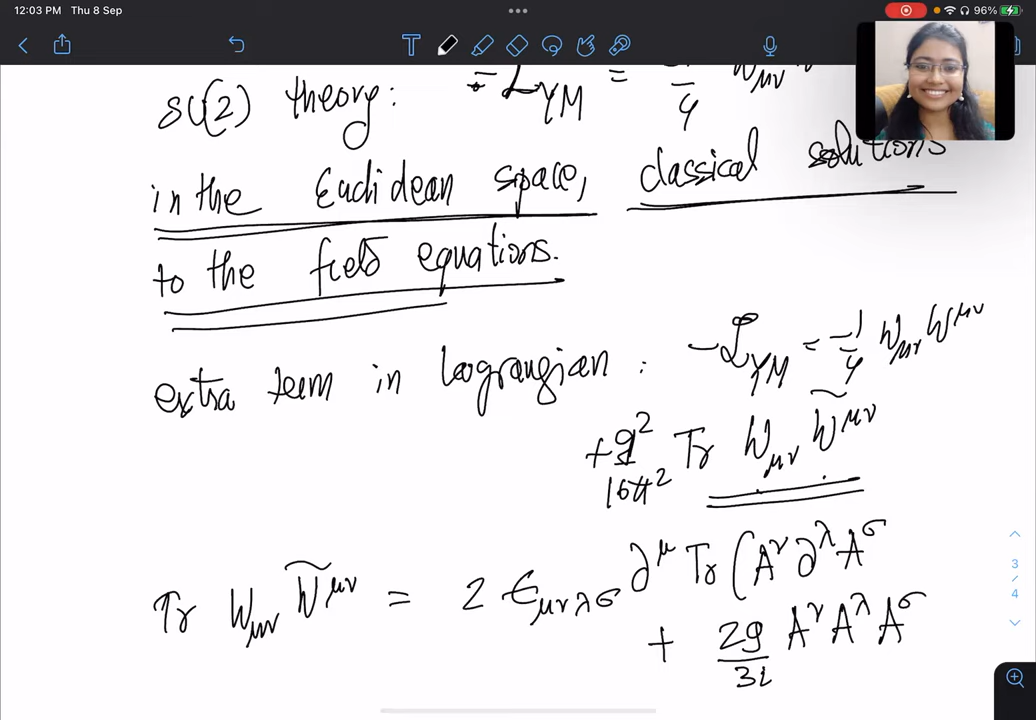 12:03 PM Thu 8 Sep
96%
SU(2) theory: -ℒ_YM = 4
in the Euclidean space, classical solutions
to the field equations.
extra term in Lagrangian : -ℒ_YM = -1/4 W_μν W^μν
+ g²/16π² Tr W_μν W̃^μν
Tr W_μν W̃^μν = 2 ϵ_μνλσ ∂^μ Tr (A^ν ∂^λ A^σ
+ 2g/3i A^ν A^λ A^σ
3
/
4